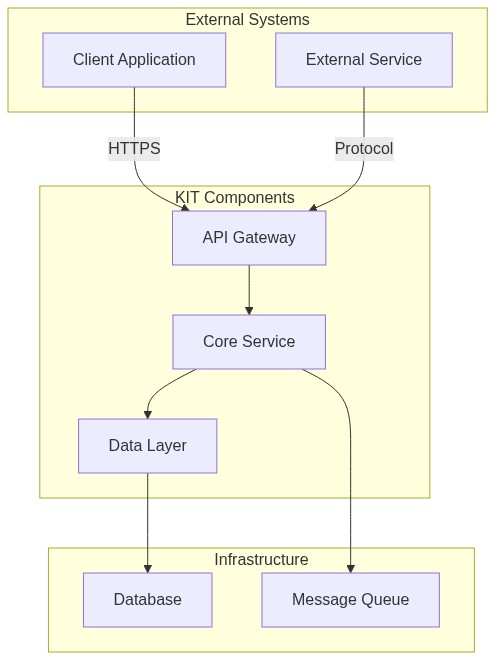 External Systems
Client Application
External Service
HTTPS
Protocol
KIT Components
API Gateway
Core Service
Data Layer
Infrastructure
Database
Message Queue